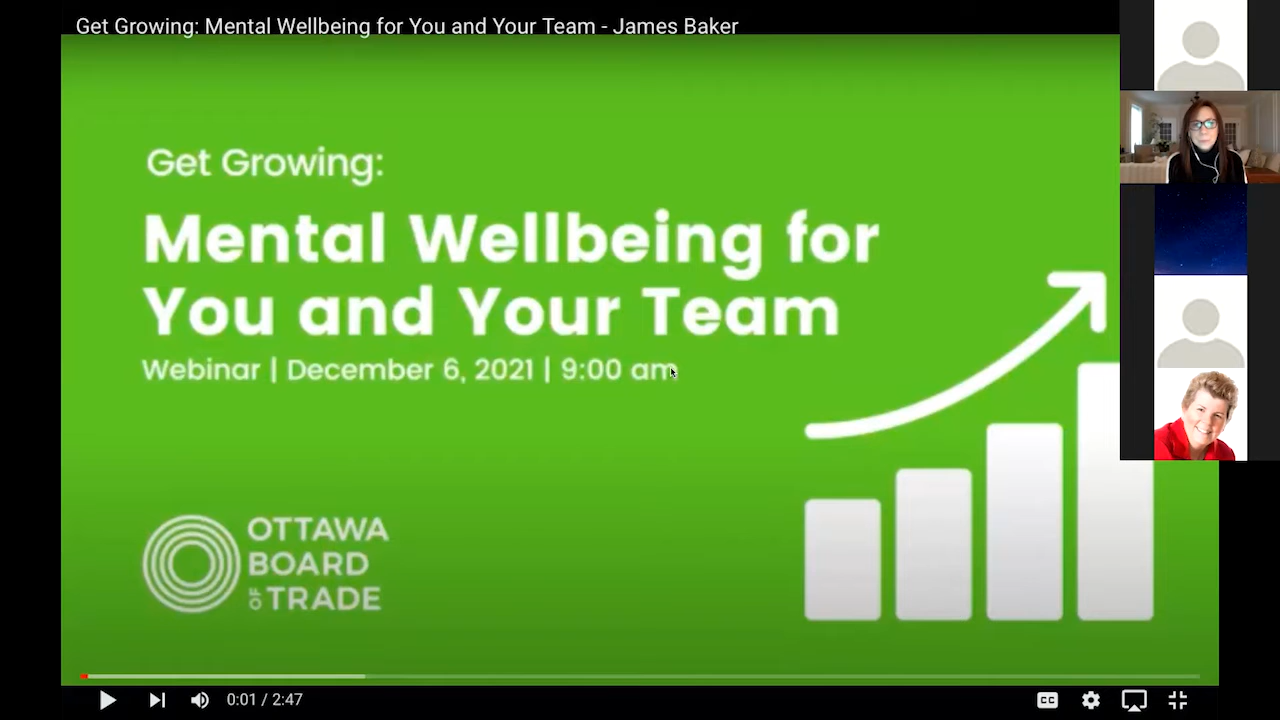 Get Growing: Mental Wellbeing for You and Your Team - James Baker
Get Growing:
Mental Wellbeing for
You and Your Team
Webinar | December 6, 2021 | 9:00 am
OTTAWA
BOARD
OF TRADE
0:01 / 2:47
CC